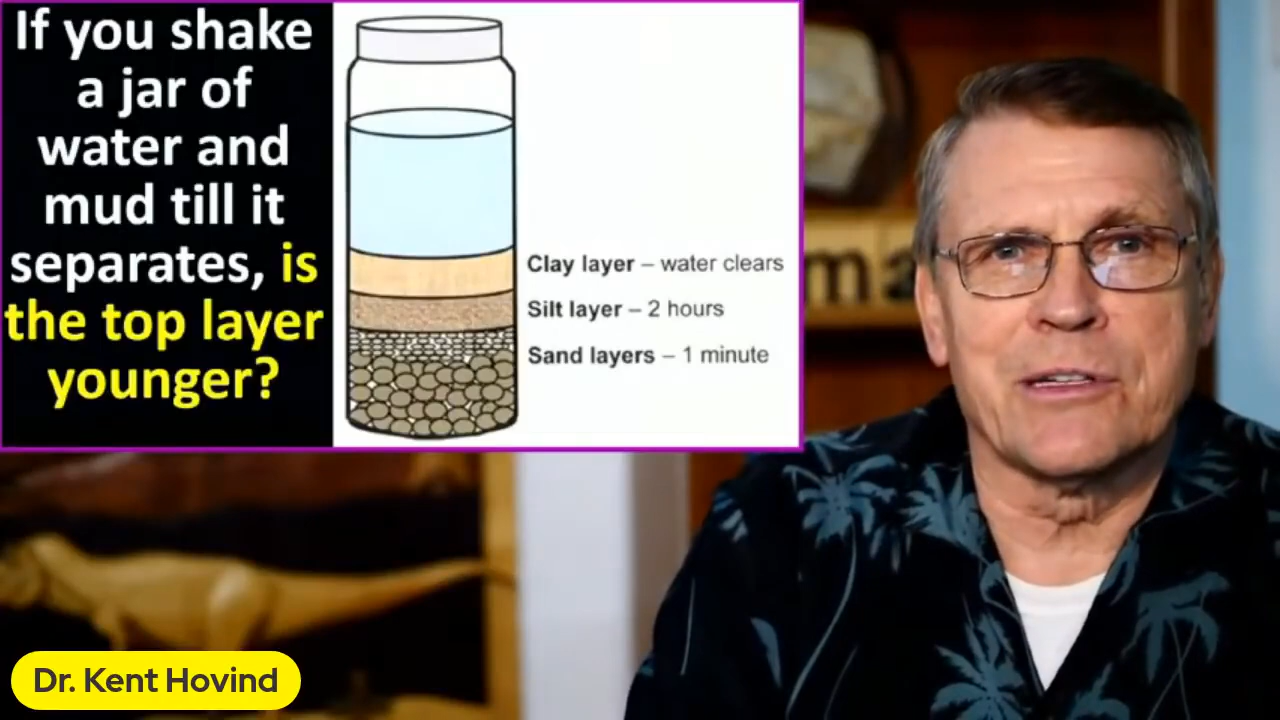 If you shake
a jar of
water and
mud till it
separates, is
the top layer
younger?
Clay layer – water clears
Silt layer – 2 hours
Sand layers – 1 minute
ma
Dr. Kent Hovind